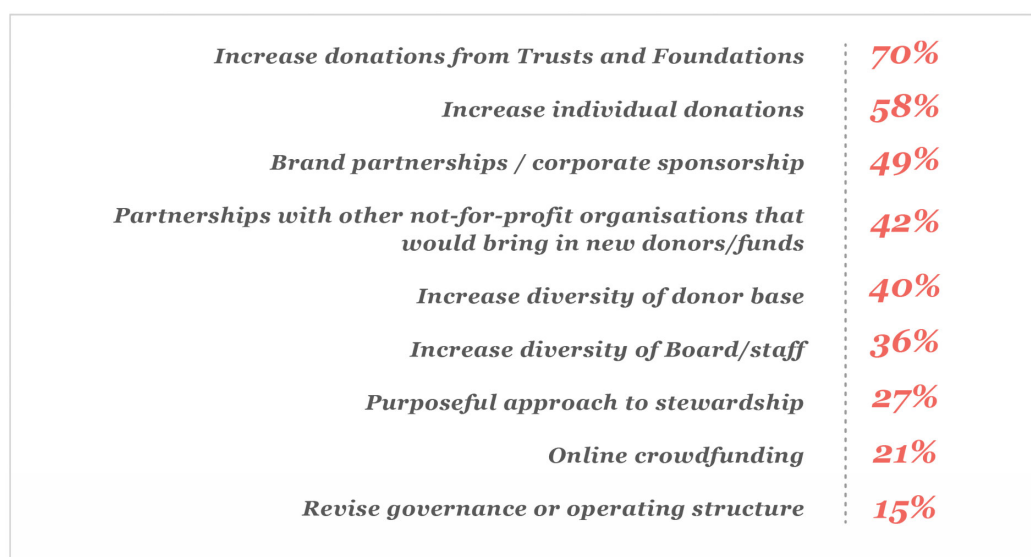 Increase donations from Trusts and Foundations 70%
Increase individual donations 58%
Brand partnerships / corporate sponsorship 49%
Partnerships with other not-for-profit organisations that
would bring in new donors/funds 42%
Increase diversity of donor base 40%
Increase diversity of Board/staff 36%
Purposeful approach to stewardship 27%
Online crowdfunding 21%
Revise governance or operating structure 15%